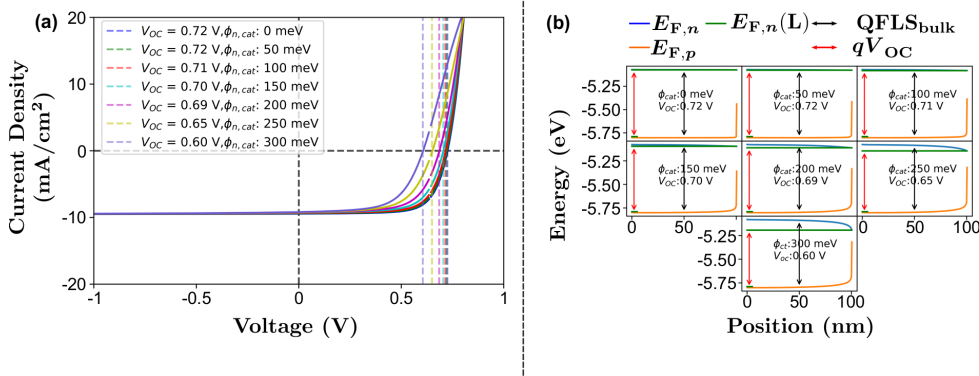 (a)
20
10
0
-10
-20
-1
0
0.5
1
Current Density
(mA/cm²)
Voltage (V)
V_OC = 0.72 V,ϕ_n,cat: 0 meV
V_OC = 0.72 V,ϕ_n,cat: 50 meV
V_OC = 0.71 V,ϕ_n,cat: 100 meV
V_OC = 0.70 V,ϕ_n,cat: 150 meV
V_OC = 0.69 V,ϕ_n,cat: 200 meV
V_OC = 0.65 V,ϕ_n,cat: 250 meV
V_OC = 0.60 V,ϕ_n,cat: 300 meV
(b)
E_F,n E_F,n(L) QFLS_bulk
E_F,p qV_OC
Energy (eV)
-5.25
-5.50
-5.75
ϕ_cat:0 meV
V_OC:0.72 V
ϕ_cat:50 meV
V_OC:0.72 V
ϕ_cat:100 meV
V_OC:0.71 V
-5.25
-5.50
-5.75
ϕ_cat:150 meV
V_OC:0.70 V
ϕ_cat:200 meV
V_OC:0.69 V
ϕ_cat:250 meV
V_OC:0.65 V
0 50
0 50 100
-5.25
-5.50
-5.75
ϕ_ct:300 meV
V_oc:0.60 V
0 50 100
Position (nm)